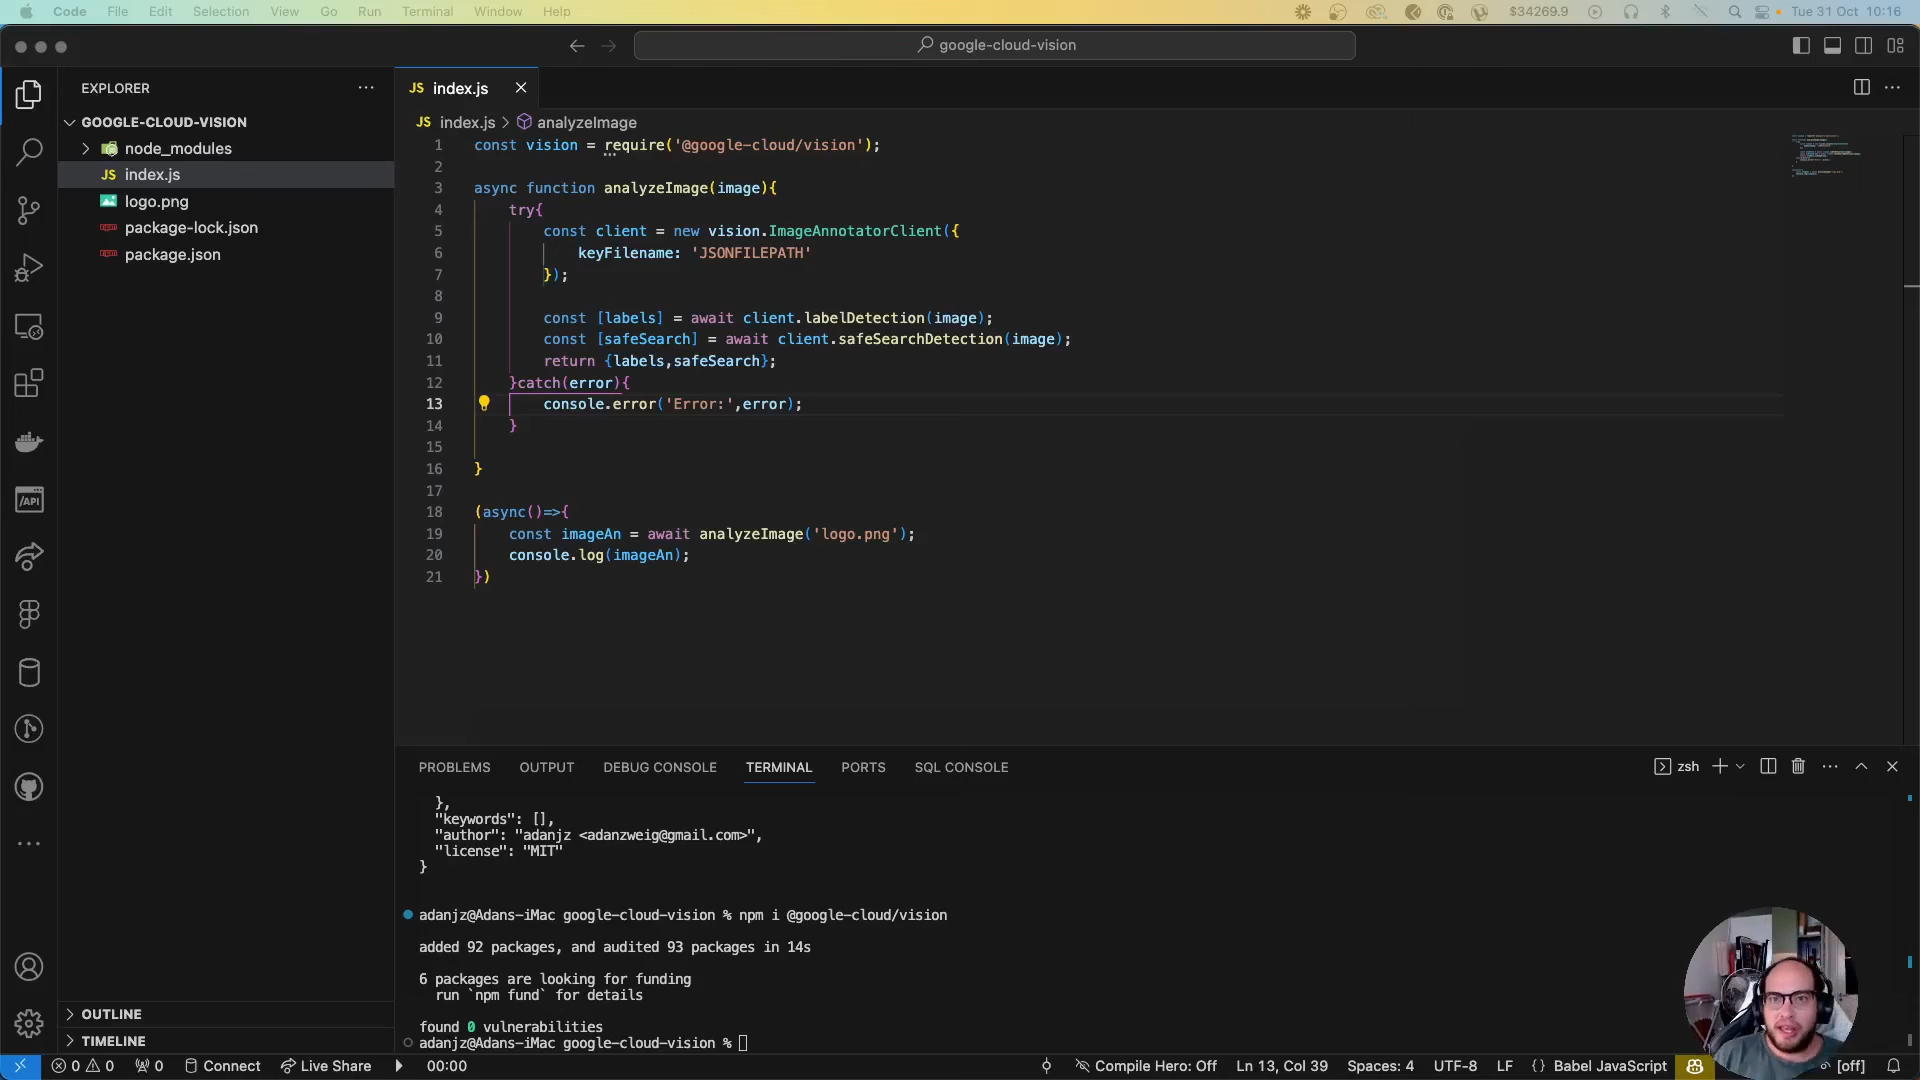 Code File Edit Selection View Go Run Terminal Window Help $34269.9 Tue 31 Oct 10:16
google-cloud-vision
EXPLORER
GOOGLE-CLOUD-VISION
node_modules
JS index.js
logo.png
package-lock.json
package.json
OUTLINE
TIMELINE
/API
JS index.js
JS index.js > analyzeImage
1 const vision = require('@google-cloud/vision');
2
3 async function analyzeImage(image){
4 try{
5 const client = new vision.ImageAnnotatorClient({
6 keyFilename: 'JSONFILEPATH'
7 });
8
9 const [labels] = await client.labelDetection(image);
10 const [safeSearch] = await client.safeSearchDetection(image);
11 return {labels,safeSearch};
12 }catch(error){
13 console.error('Error:',error);
14 }
15
16 }
17
18 (async()=>{
19 const imageAn = await analyzeImage('logo.png');
20 console.log(imageAn);
21 })
PROBLEMS OUTPUT DEBUG CONSOLE TERMINAL PORTS SQL CONSOLE zsh
},
"keywords": [],
"author": "adanjz <adanzweig@gmail.com>",
"license": "MIT"
}
adanjz@Adans-iMac google-cloud-vision % npm i @google-cloud/vision
added 92 packages, and audited 93 packages in 14s
6 packages are looking for funding
run `npm fund` for details
found 0 vulnerabilities
adanjz@Adans-iMac google-cloud-vision %
0 0 0 Connect Live Share 00:00 Compile Hero: Off Ln 13, Col 39 Spaces: 4 UTF-8 LF {} Babel JavaScript [off]